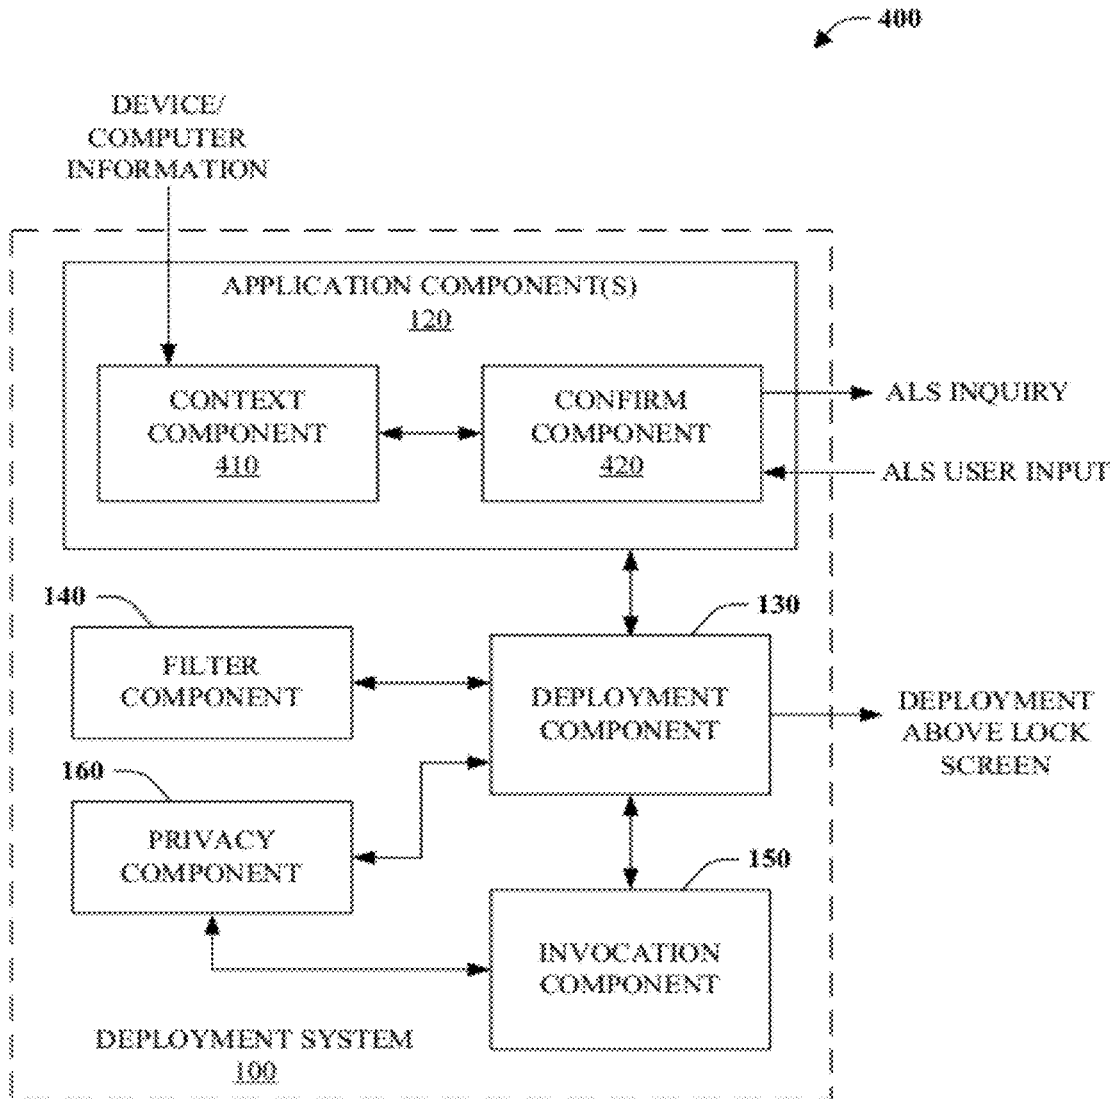 400
DEVICE/
COMPUTER
INFORMATION
APPLICATION COMPONENT(S)
120
CONTEXT
COMPONENT
410
CONFIRM
COMPONENT
420
ALS INQUIRY
ALS USER INPUT
140
FILTER
COMPONENT
130
DEPLOYMENT
COMPONENT
DEPLOYMENT
ABOVE LOCK
SCREEN
160
PRIVACY
COMPONENT
150
INVOCATION
COMPONENT
DEPLOYMENT SYSTEM
100